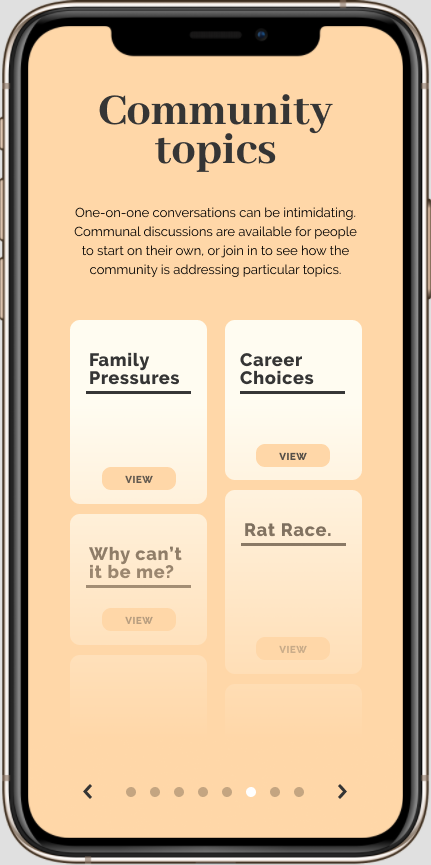 Community
topics
One-on-one conversations can be intimidating.
Communal discussions are available for people
to start on their own, or join in to see how the
community is addressing particular topics.
Family
Pressures
VIEW
Career
Choices
VIEW
Why can't
it be me?
VIEW
Rat Race.
VIEW